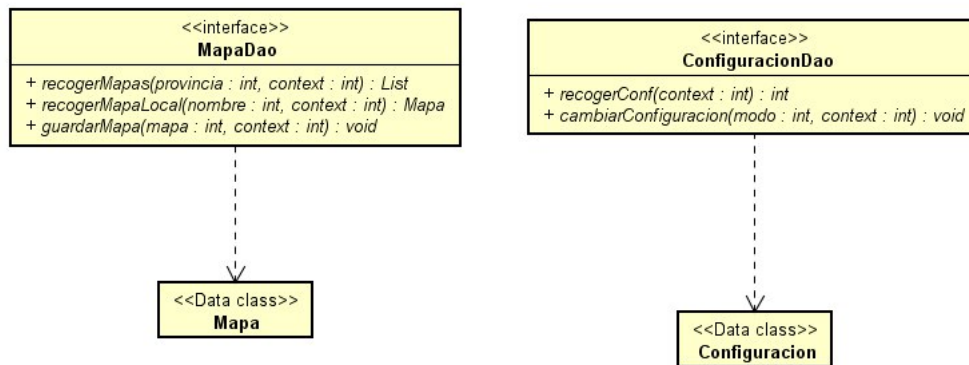 <<interface>>
MapaDao
+ recogerMapas(provincia : int, context : int) : List
+ recogerMapaLocal(nombre : int, context : int) : Mapa
+ guardarMapa(mapa : int, context : int) : void
<<Data class>>
Mapa
<<interface>>
ConfiguracionDao
+ recogerConf(context : int) : int
+ cambiarConfiguracion(modo : int, context : int) : void
<<Data class>>
Configuracion